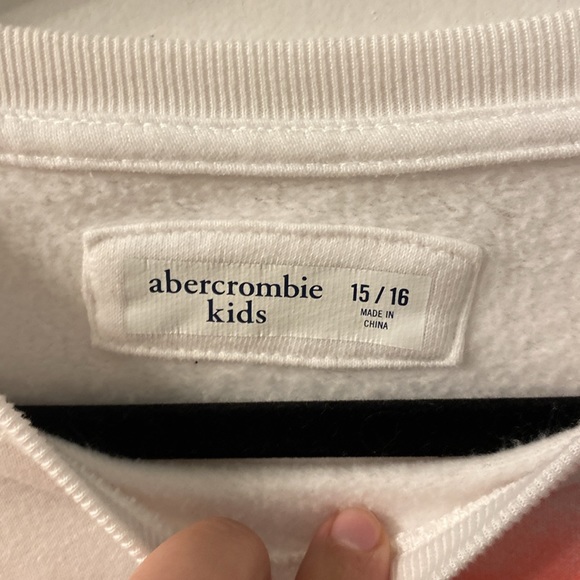 abercrombie
kids
15 / 16
MADE IN
CHINA